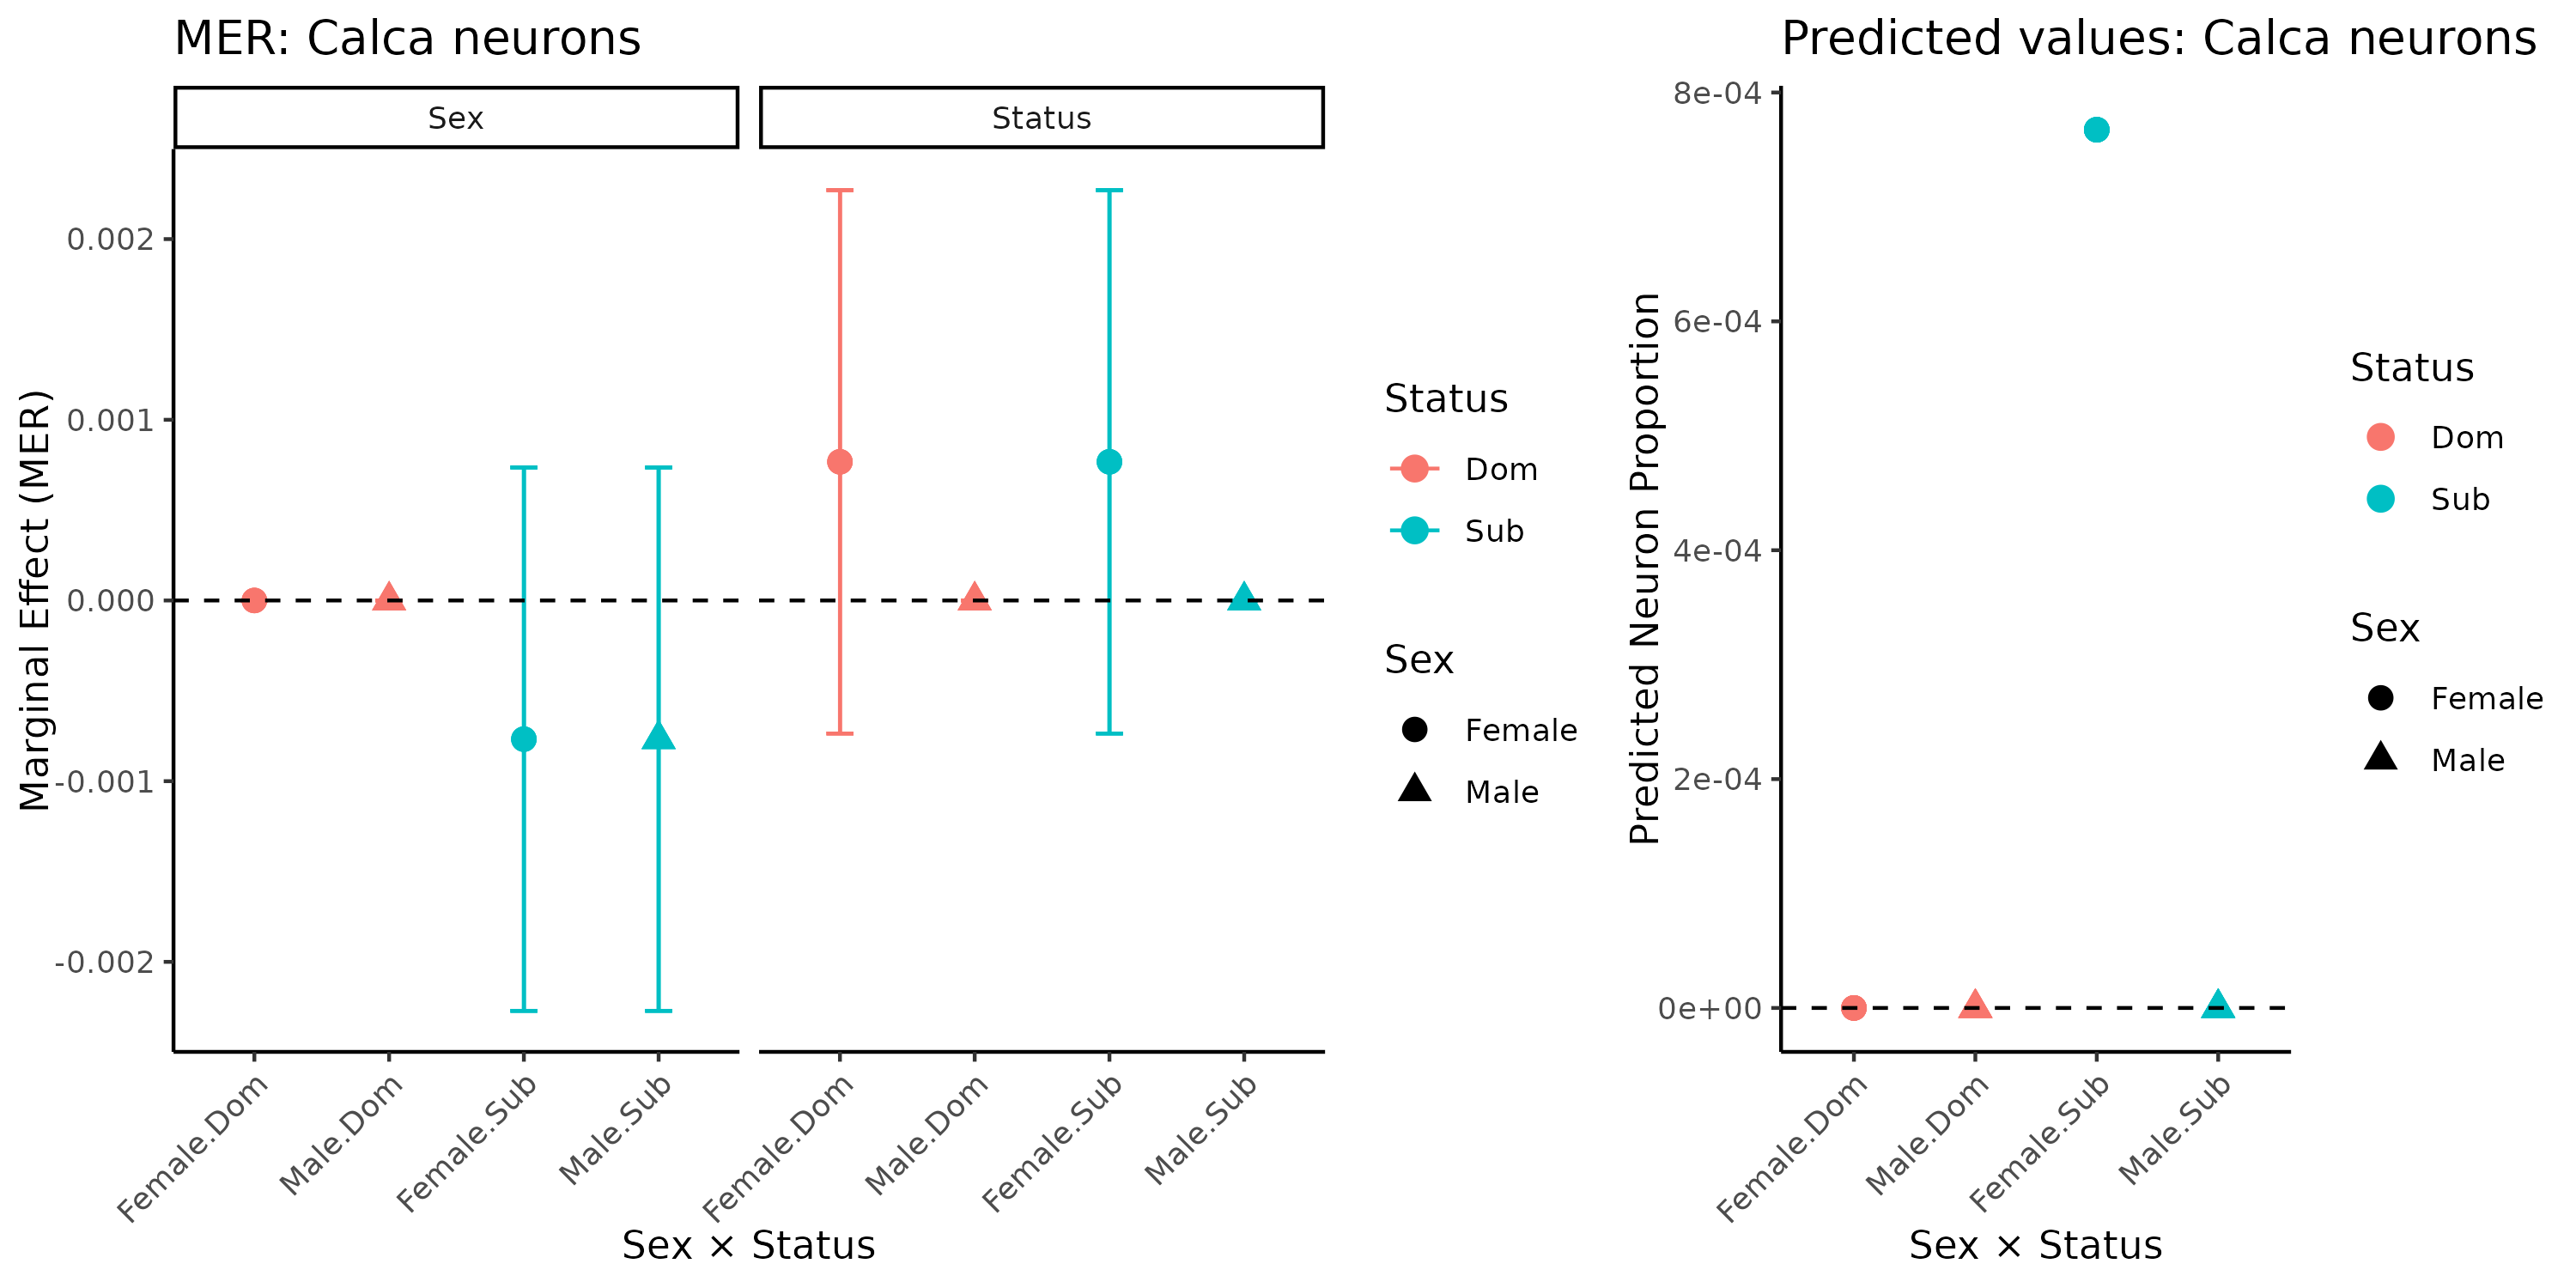 MER: Calca neurons
Sex
Status
Marginal Effect (MER)
0.002
0.001
0.000
-0.001
-0.002
Female.Dom
Male.Dom
Female.Sub
Male.Sub
Female.Dom
Male.Dom
Female.Sub
Male.Sub
Sex × Status
Status
Dom
Sub
Sex
Female
Male
Predicted values: Calca neurons
Predicted Neuron Proportion
8e-04
6e-04
4e-04
2e-04
0e+00
Female.Dom
Male.Dom
Female.Sub
Male.Sub
Sex × Status
Status
Dom
Sub
Sex
Female
Male